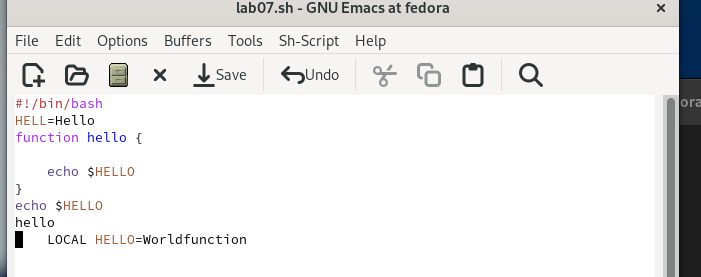 lab07.sh - GNU Emacs at fedora
File Edit Options Buffers Tools Sh-Script Help
Save Undo
#!/bin/bash
HELL=Hello
function hello {
echo $HELLO
}
echo $HELLO
hello
LOCAL HELLO=Worldfunction
ora